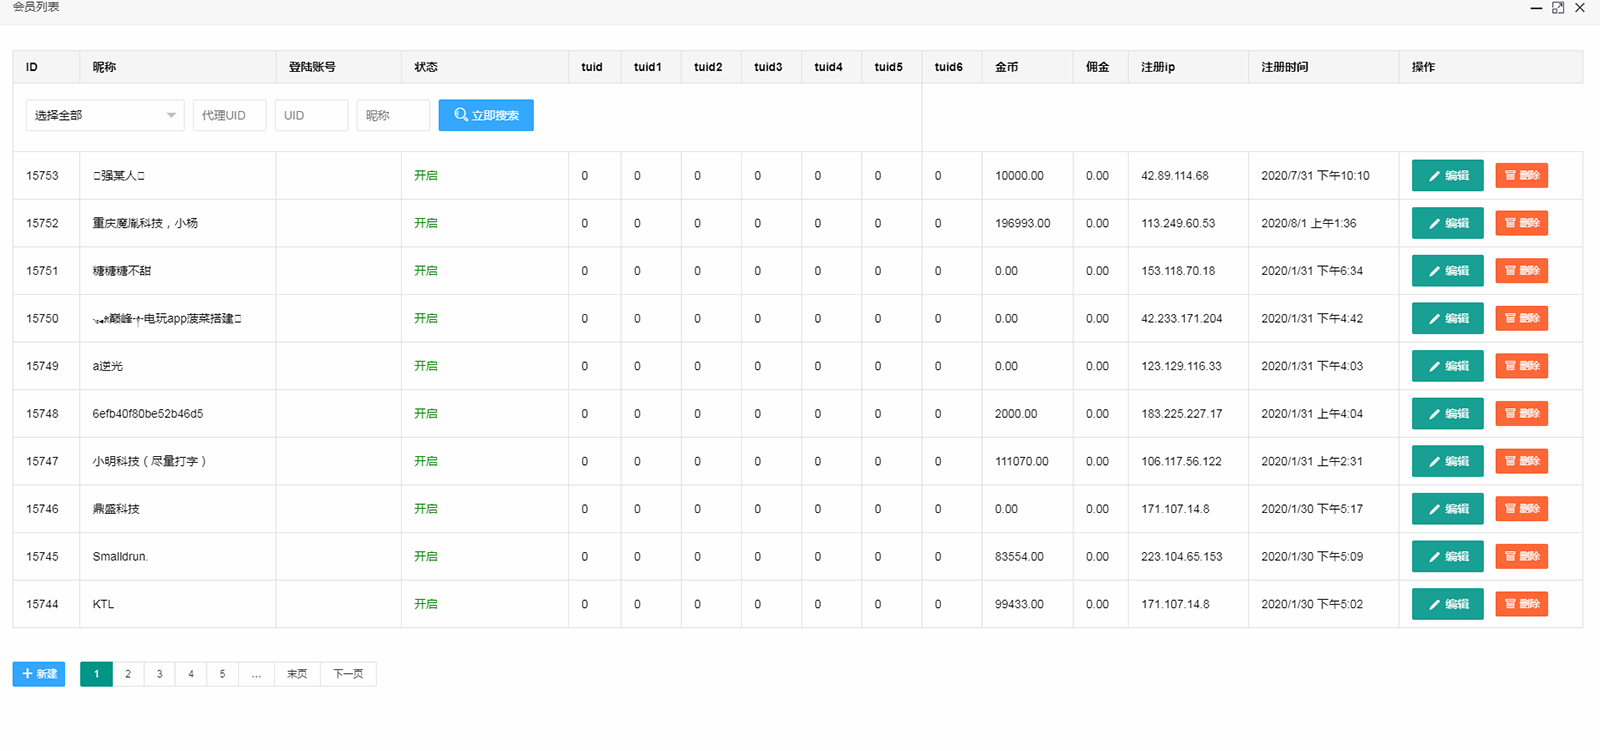 会员列表
ID 昵称 登陆账号 状态 tuid tuid1 tuid2 tuid3 tuid4 tuid5 tuid6 金币 佣金 注册ip 注册时间 操作
选择全部 代理UID UID 昵称 立即搜索
15753 强某人 开启 0 0 0 0 0 0 0 10000.00 0.00 42.89.114.68 2020/7/31 下午10:10 编辑 删除
15752 重庆魔胤科技，小杨 开启 0 0 0 0 0 0 0 196993.00 0.00 113.249.60.53 2020/8/1 上午1:36 编辑 删除
15751 糖糖糖不甜 开启 0 0 0 0 0 0 0 0.00 0.00 153.118.70.18 2020/1/31 下午6:34 编辑 删除
15750 巅峰-电玩app菠菜搭建 开启 0 0 0 0 0 0 0 0.00 0.00 42.233.171.204 2020/1/31 下午4:42 编辑 删除
15749 a逆光 开启 0 0 0 0 0 0 0 0.00 0.00 123.129.116.33 2020/1/31 下午4:03 编辑 删除
15748 6efb40f80be52b46d5 开启 0 0 0 0 0 0 0 2000.00 0.00 183.225.227.17 2020/1/31 上午4:04 编辑 删除
15747 小明科技（尽量打字） 开启 0 0 0 0 0 0 0 111070.00 0.00 106.117.56.122 2020/1/31 上午2:31 编辑 删除
15746 鼎盛科技 开启 0 0 0 0 0 0 0 0.00 0.00 171.107.14.8 2020/1/30 下午5:17 编辑 删除
15745 Smalldrun. 开启 0 0 0 0 0 0 0 83554.00 0.00 223.104.65.153 2020/1/30 下午5:09 编辑 删除
15744 KTL 开启 0 0 0 0 0 0 0 99433.00 0.00 171.107.14.8 2020/1/30 下午5:02 编辑 删除
新建 1 2 3 4 5 … 末页 下一页